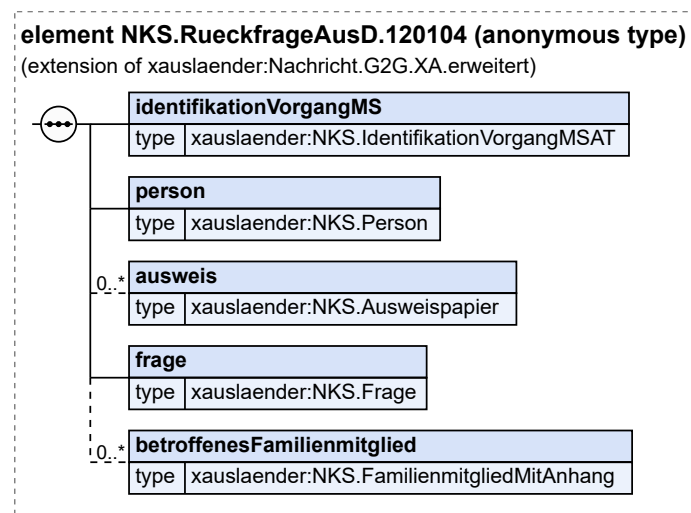 element NKS.RueckfrageAusD.120104 (anonymous type)
(extension of xauslaender:Nachricht.G2G.XA.erweitert)
identifikationVorgangMS
type xauslaender:NKS.IdentifikationVorgangMSAT
person
type xauslaender:NKS.Person
0..* ausweis
type xauslaender:NKS.Ausweispapier
frage
type xauslaender:NKS.Frage
0..* betroffenesFamilienmitglied
type xauslaender:NKS.FamilienmitgliedMitAnhang